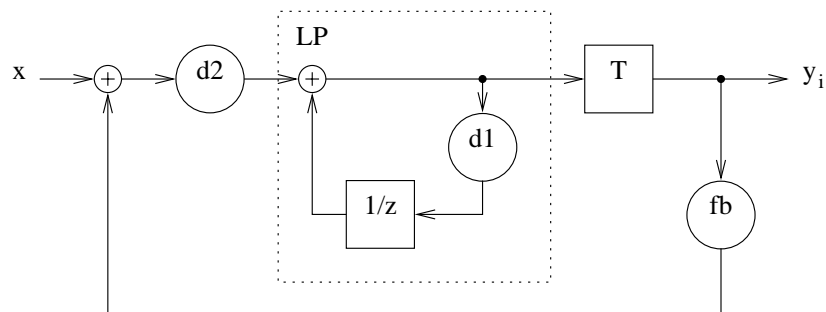 LP
x
+
d2
+
T
y_i
d1
1/z
fb